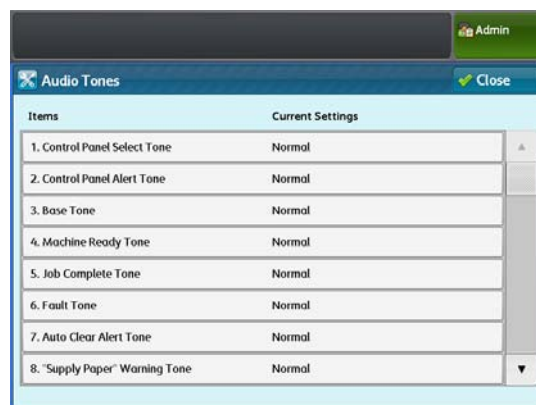 Admin
Audio Tones
Close
Items Current Settings
1. Control Panel Select Tone Normal
2. Control Panel Alert Tone Normal
3. Base Tone Normal
4. Machine Ready Tone Normal
5. Job Complete Tone Normal
6. Fault Tone Normal
7. Auto Clear Alert Tone Normal
8. "Supply Paper" Warning Tone Normal